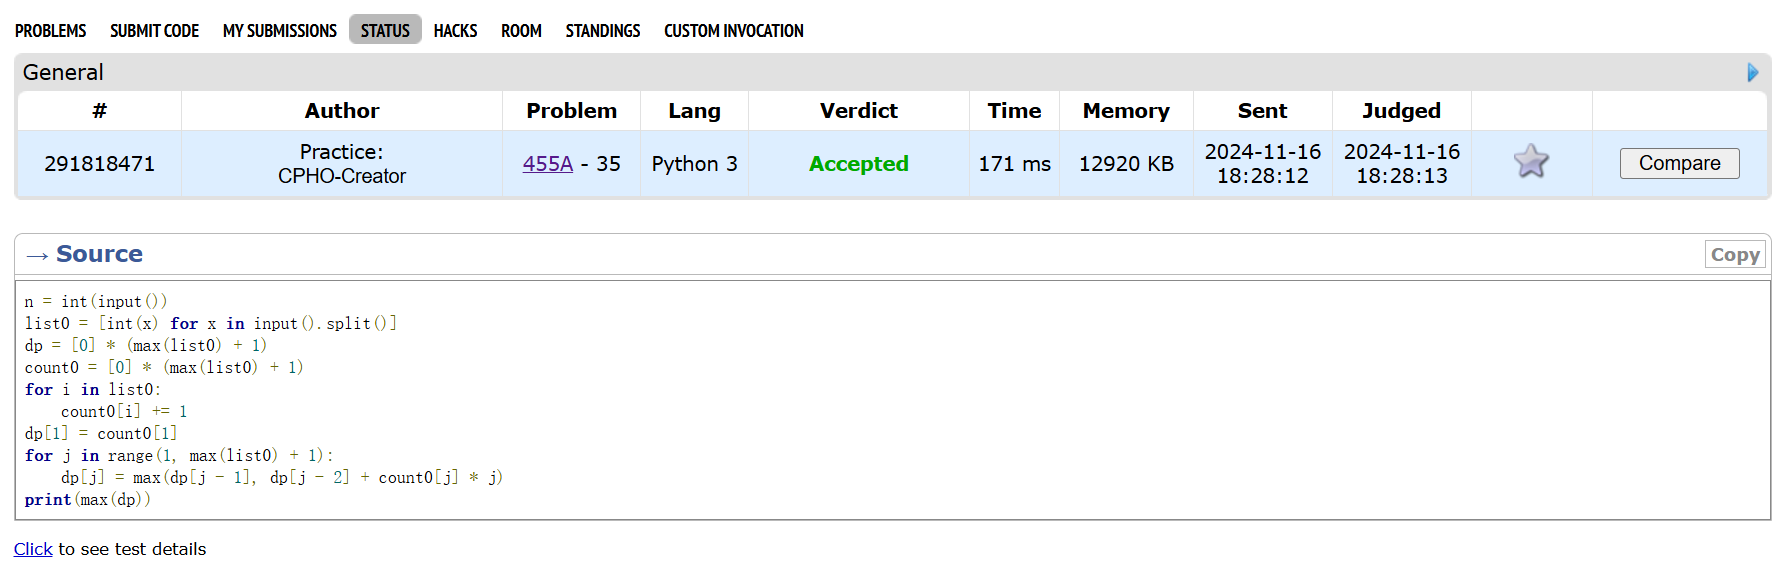 PROBLEMS SUBMIT CODE MY SUBMISSIONS STATUS HACKS ROOM STANDINGS CUSTOM INVOCATION
General
# Author Problem Lang Verdict Time Memory Sent Judged
291818471 Practice: CPHO-Creator 455A - 35 Python 3 Accepted 171 ms 12920 KB 2024-11-16 18:28:12 2024-11-16 18:28:13 Compare
→ Source Copy
n = int(input())
list0 = [int(x) for x in input().split()]
dp = [0] * (max(list0) + 1)
count0 = [0] * (max(list0) + 1)
for i in list0:
    count0[i] += 1
dp[1] = count0[1]
for j in range(1, max(list0) + 1):
    dp[j] = max(dp[j - 1], dp[j - 2] + count0[j] * j)
print(max(dp))
Click to see test details